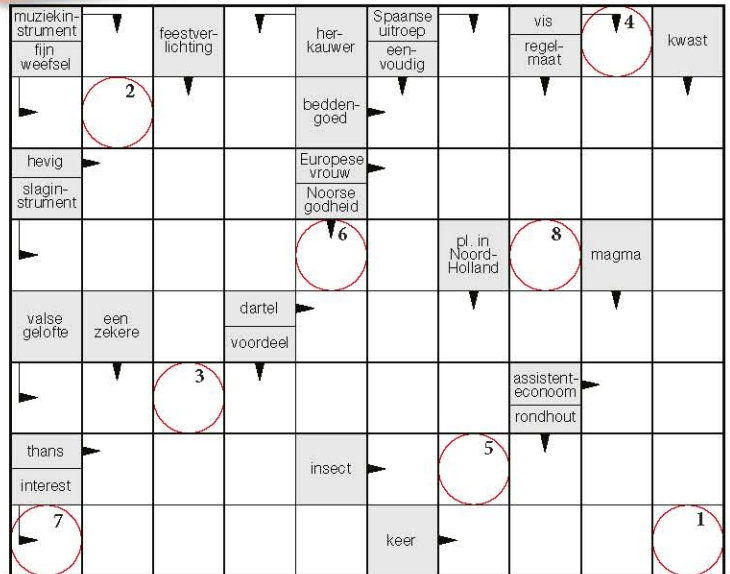 muziekin-
strument
fijn
weefsel
feestver-
lichting
her-
kauwer
Spaanse
uitroep
een-
voudig
vis
regel-
maat
4
kwast
2
bedden-
goed
hevig
slagin-
strument
Europese
vrouw
Noorse
godheid
6
pl. in
Noord-
Holland
8
magma
valse
gelofte
een
zekere
dartel
voordeel
3
assistent-
econoom
rondhout
thans
interest
insect
5
7
keer
1